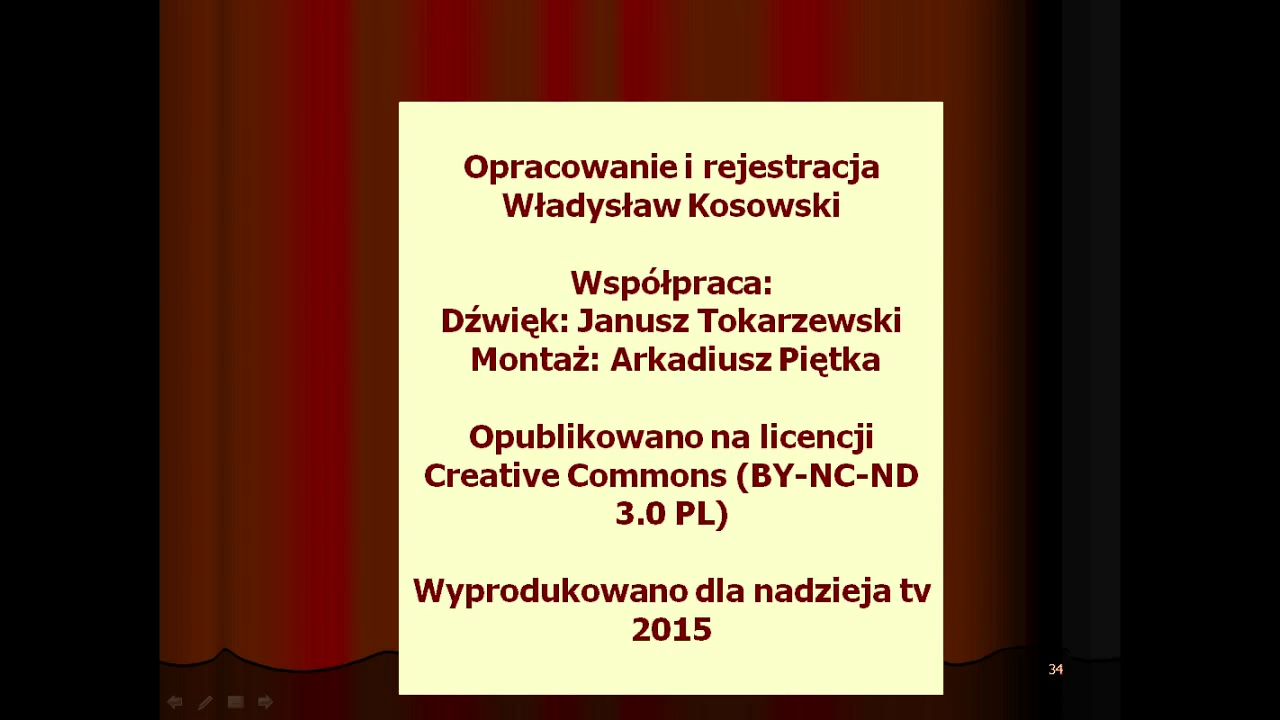 Opracowanie i rejestracja
Władysław Kosowski
Współpraca:
Dźwięk: Janusz Tokarzewski
Montaż: Arkadiusz Piętka
Opublikowano na licencji
Creative Commons (BY-NC-ND
3.0 PL)
Wyprodukowano dla nadzieja tv
2015
34